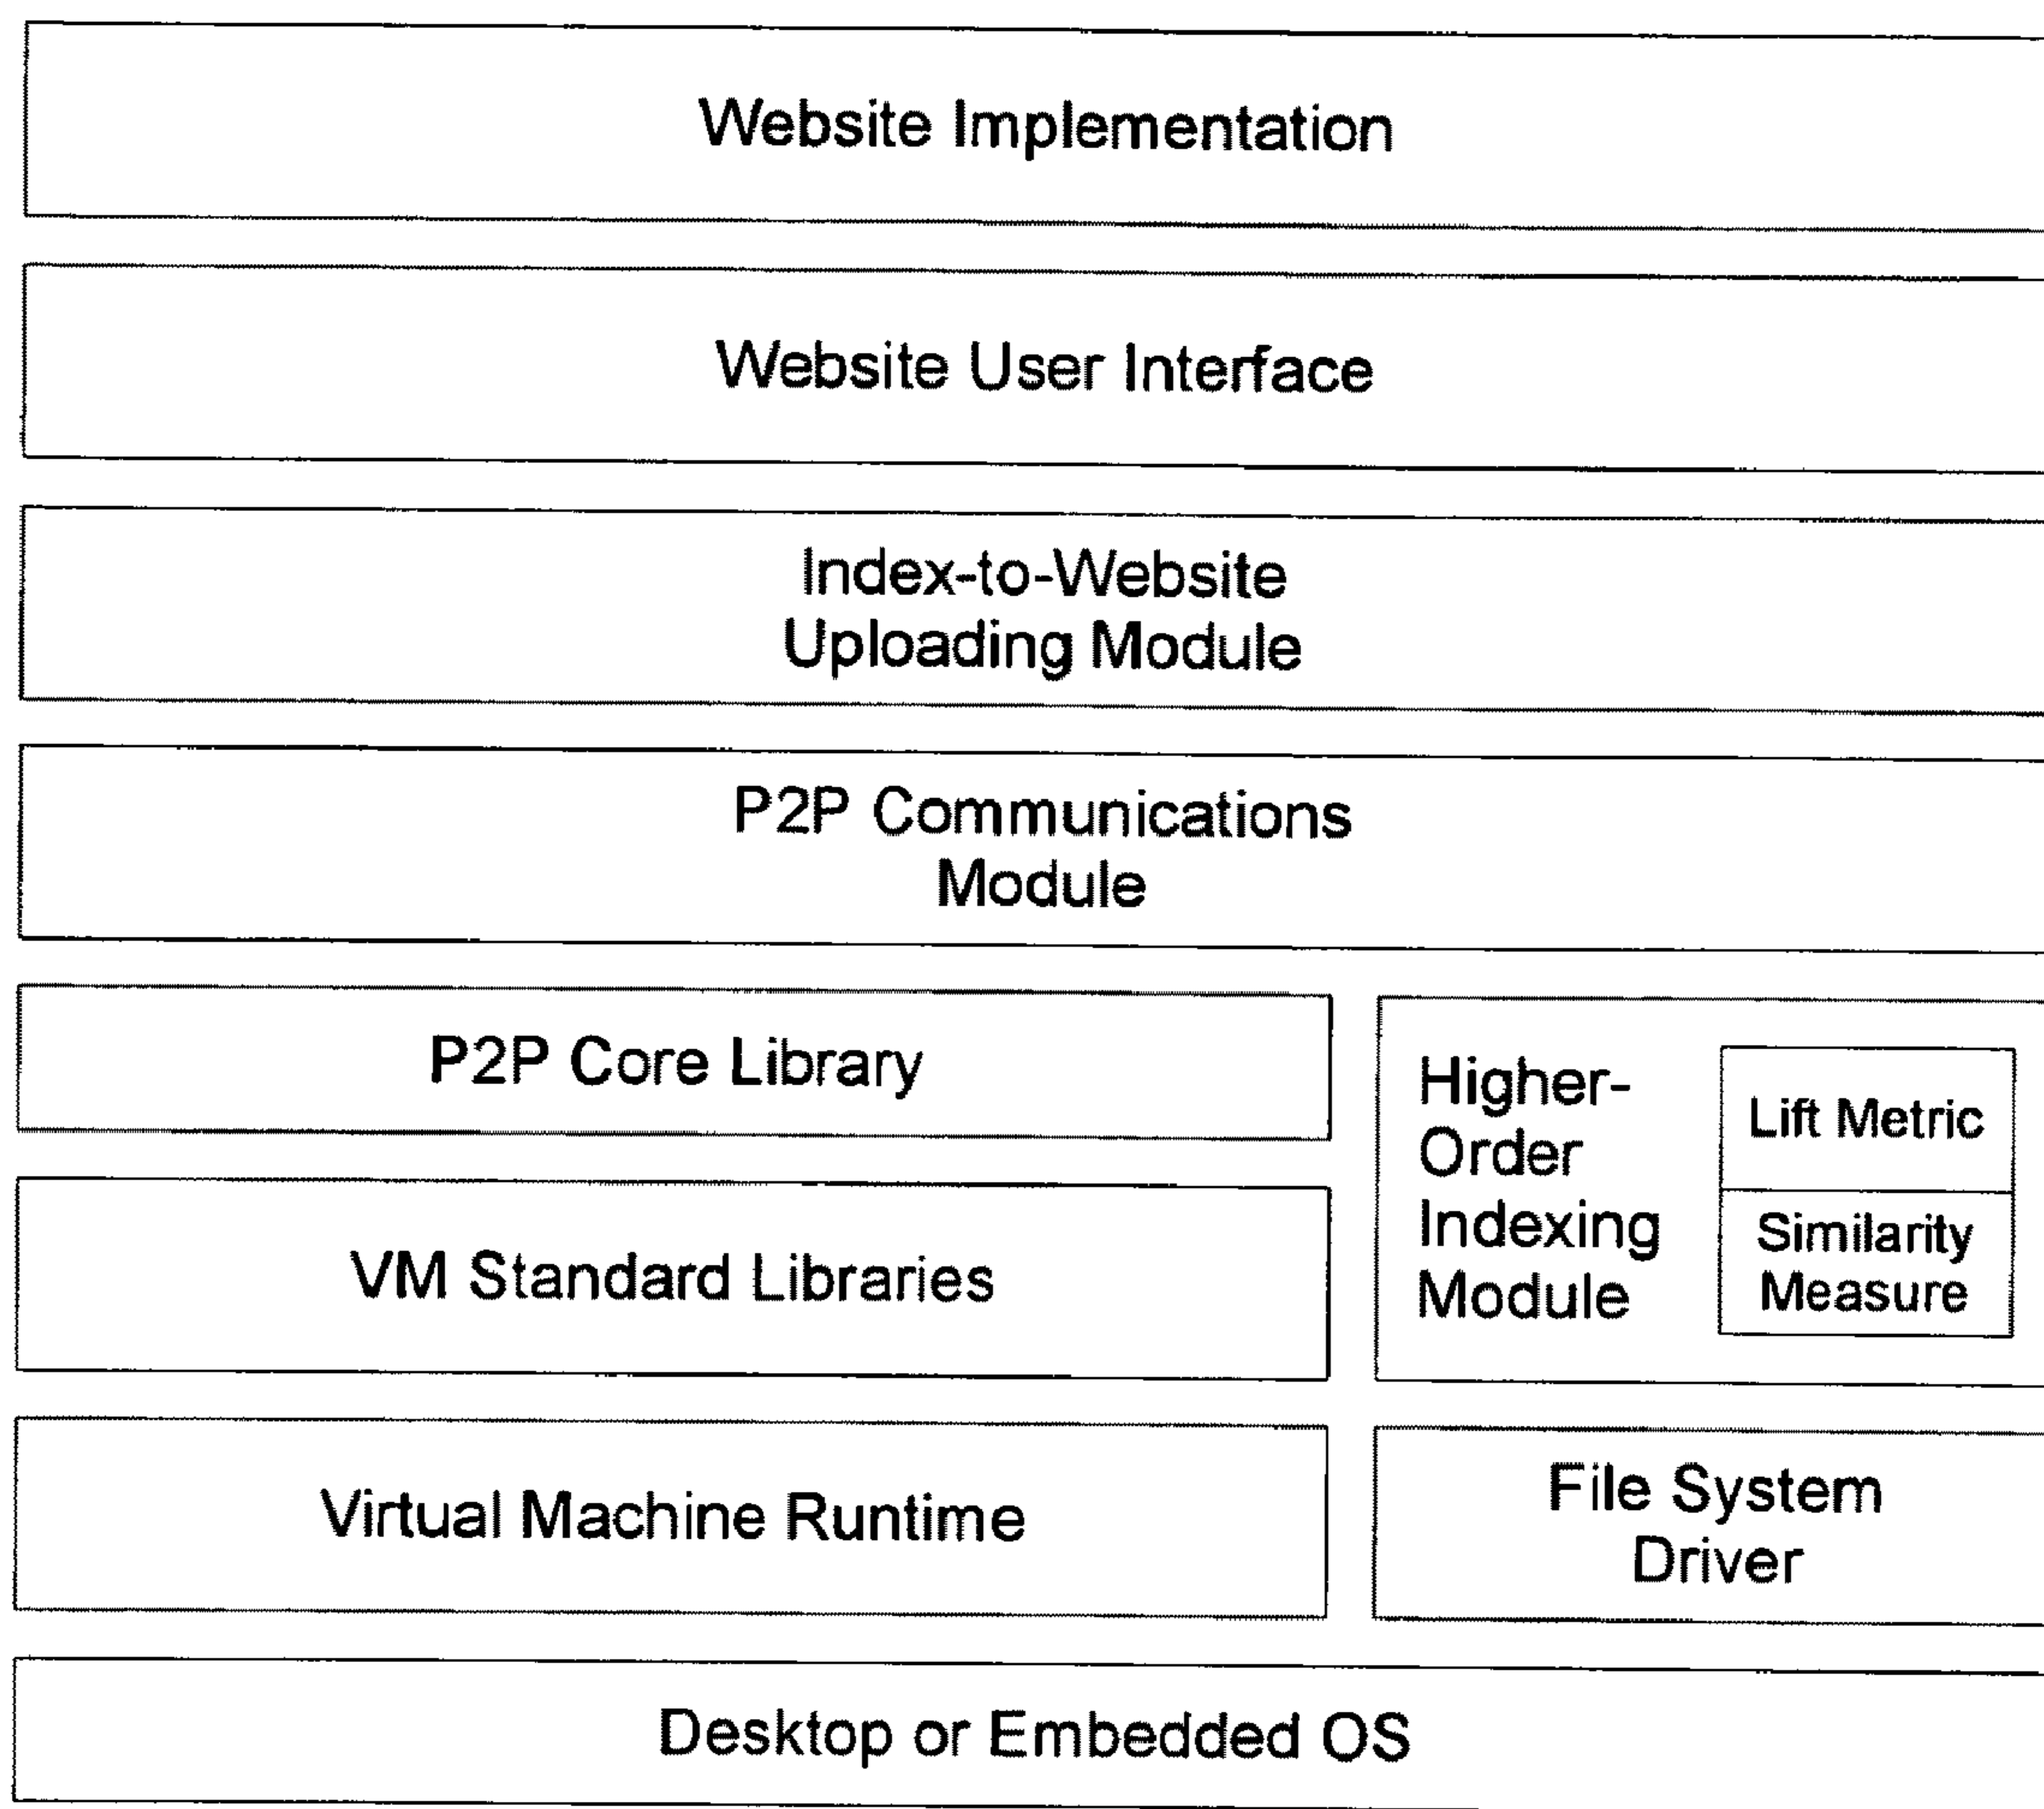 Website Implementation
Website User Interface
Index-to-Website
Uploading Module
P2P Communications
Module
P2P Core Library
VM Standard Libraries
Higher-
Order
Indexing
Module
Lift Metric
Similarity
Measure
Virtual Machine Runtime
File System
Driver
Desktop or Embedded OS